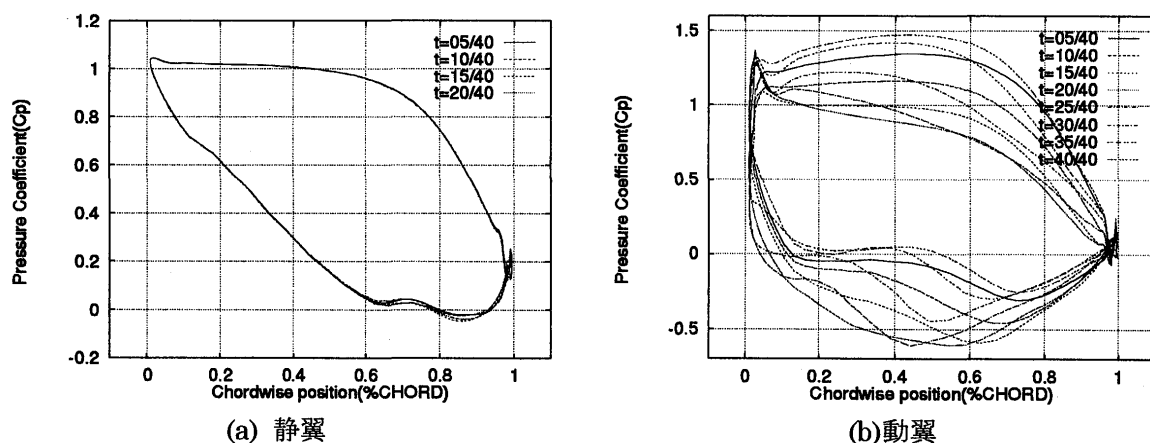 1.2
1
0.8
0.6
0.4
0.2
0
-0.2
Pressure Coefficient(Cp)
t=05/40
t=10/40
t=15/40
t=20/40
0 0.2 0.4 0.6 0.8 1
Chordwise position(%CHORD)
(a) 静翼
1.5
1
0.5
0
-0.5
Pressure Coefficient(Cp)
t=05/40
t=10/40
t=15/40
t=20/40
t=25/40
t=30/40
t=35/40
t=40/40
0 0.2 0.4 0.6 0.8 1
Chordwise position(%CHORD)
(b)動翼